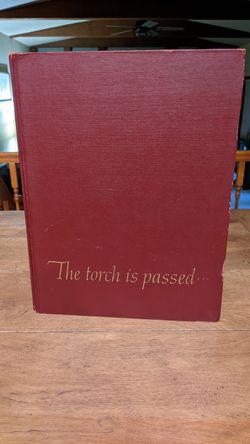 The torch is passed...